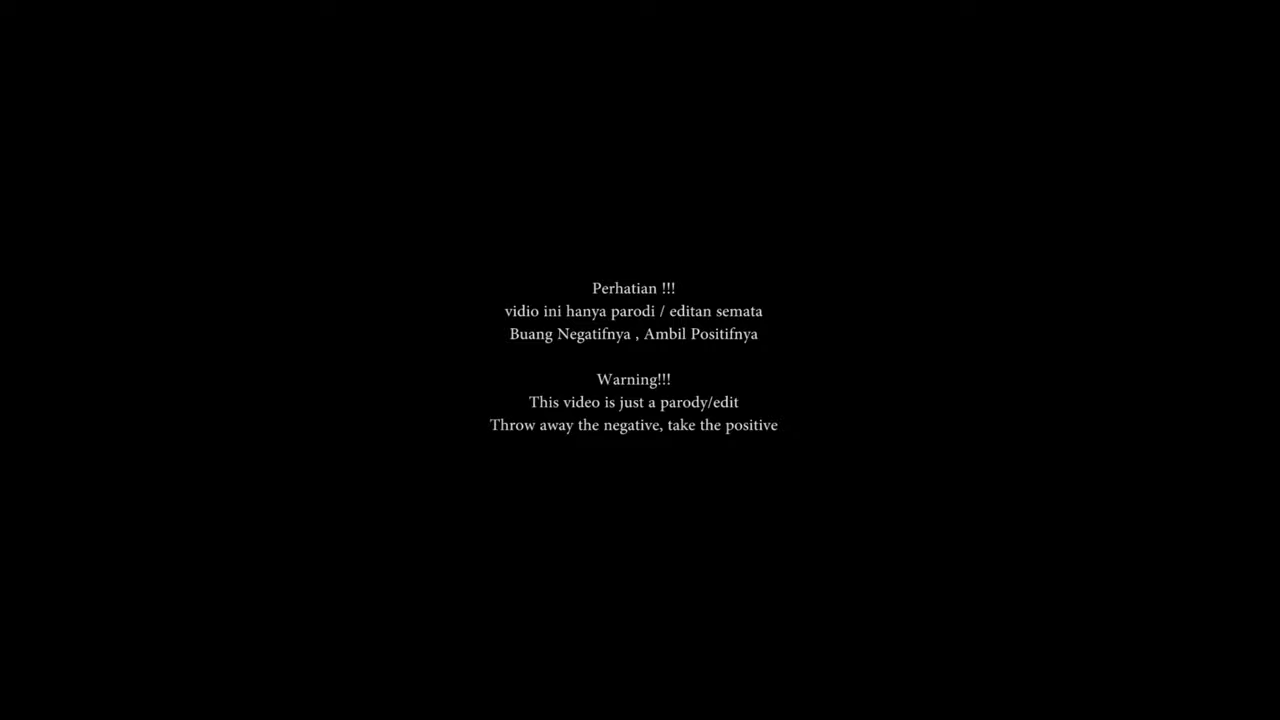 Perhatian !!!
vidio ini hanya parodi / editan semata
Buang Negatifnya , Ambil Positifnya
Warning!!!
This video is just a parody/edit
Throw away the negative, take the positive